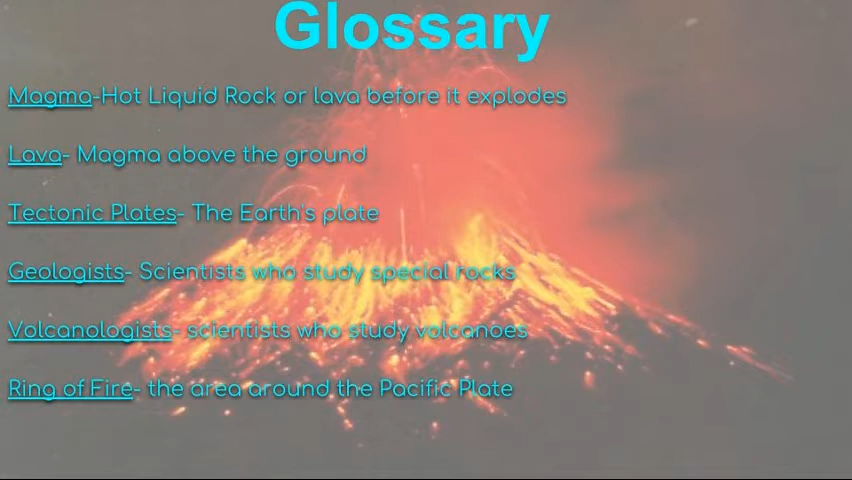 Glossary
Magma-Hot Liquid Rock or lava before it explodes
Lava- Magma above the ground
Tectonic Plates- The Earth's plate
Geologists- Scientists who study special rocks
Volcanologists- scientists who study volcanoes
Ring of Fire- the area around the Pacific Plate